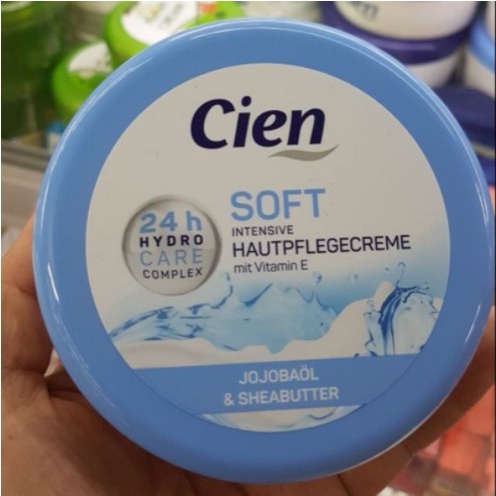 Cien
SOFT
INTENSIVE
HAUTPFLEGECREME
mit Vitamin E
24 h
HYDRO
CARE
COMPLEX
JOJOBAÖL
& SHEABUTTER